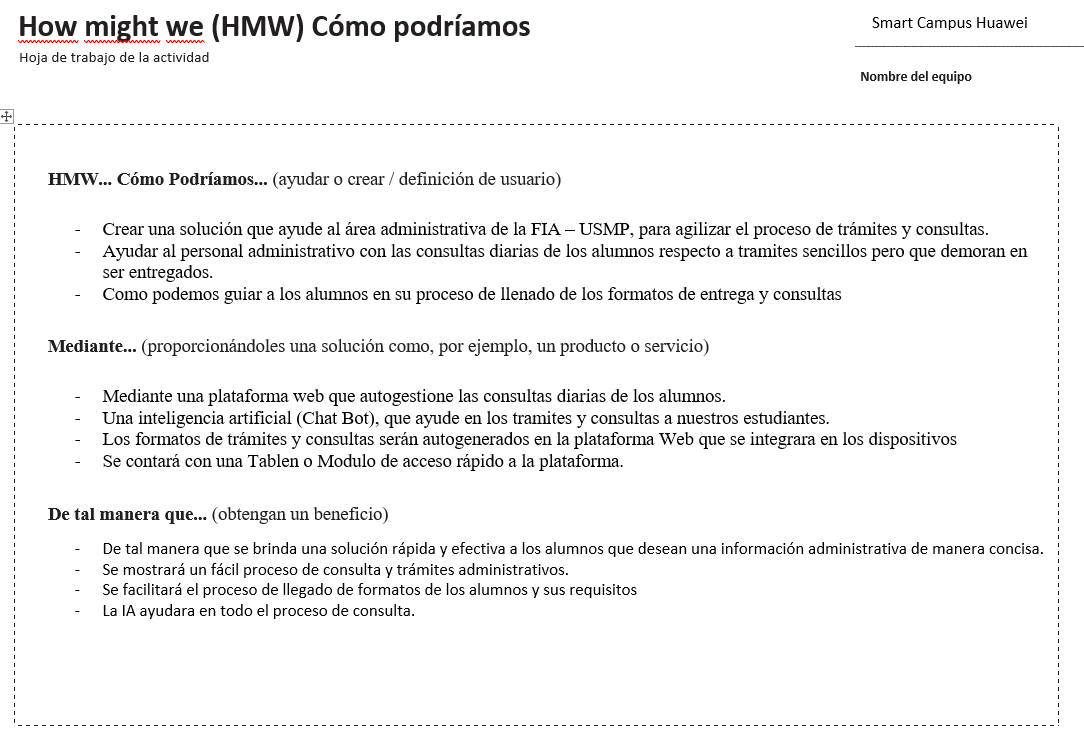 How might we (HMW) Cómo podríamos
Smart Campus Huawei
Hoja de trabajo de la actividad
Nombre del equipo
HMW... Cómo Podríamos... (ayudar o crear / definición de usuario)
- Crear una solución que ayude al área administrativa de la FIA – USMP, para agilizar el proceso de trámites y consultas.
- Ayudar al personal administrativo con las consultas diarias de los alumnos respecto a tramites sencillos pero que demoran en
ser entregados.
- Como podemos guiar a los alumnos en su proceso de llenado de los formatos de entrega y consultas
Mediante... (proporcionándoles una solución como, por ejemplo, un producto o servicio)
- Mediante una plataforma web que autogestione las consultas diarias de los alumnos.
- Una inteligencia artificial (Chat Bot), que ayude en los tramites y consultas a nuestros estudiantes.
- Los formatos de trámites y consultas serán autogenerados en la plataforma Web que se integrara en los dispositivos
- Se contará con una Tablen o Modulo de acceso rápido a la plataforma.
De tal manera que... (obtengan un beneficio)
- De tal manera que se brinda una solución rápida y efectiva a los alumnos que desean una información administrativa de manera concisa.
- Se mostrará un fácil proceso de consulta y trámites administrativos.
- Se facilitará el proceso de llegado de formatos de los alumnos y sus requisitos
- La IA ayudara en todo el proceso de consulta.